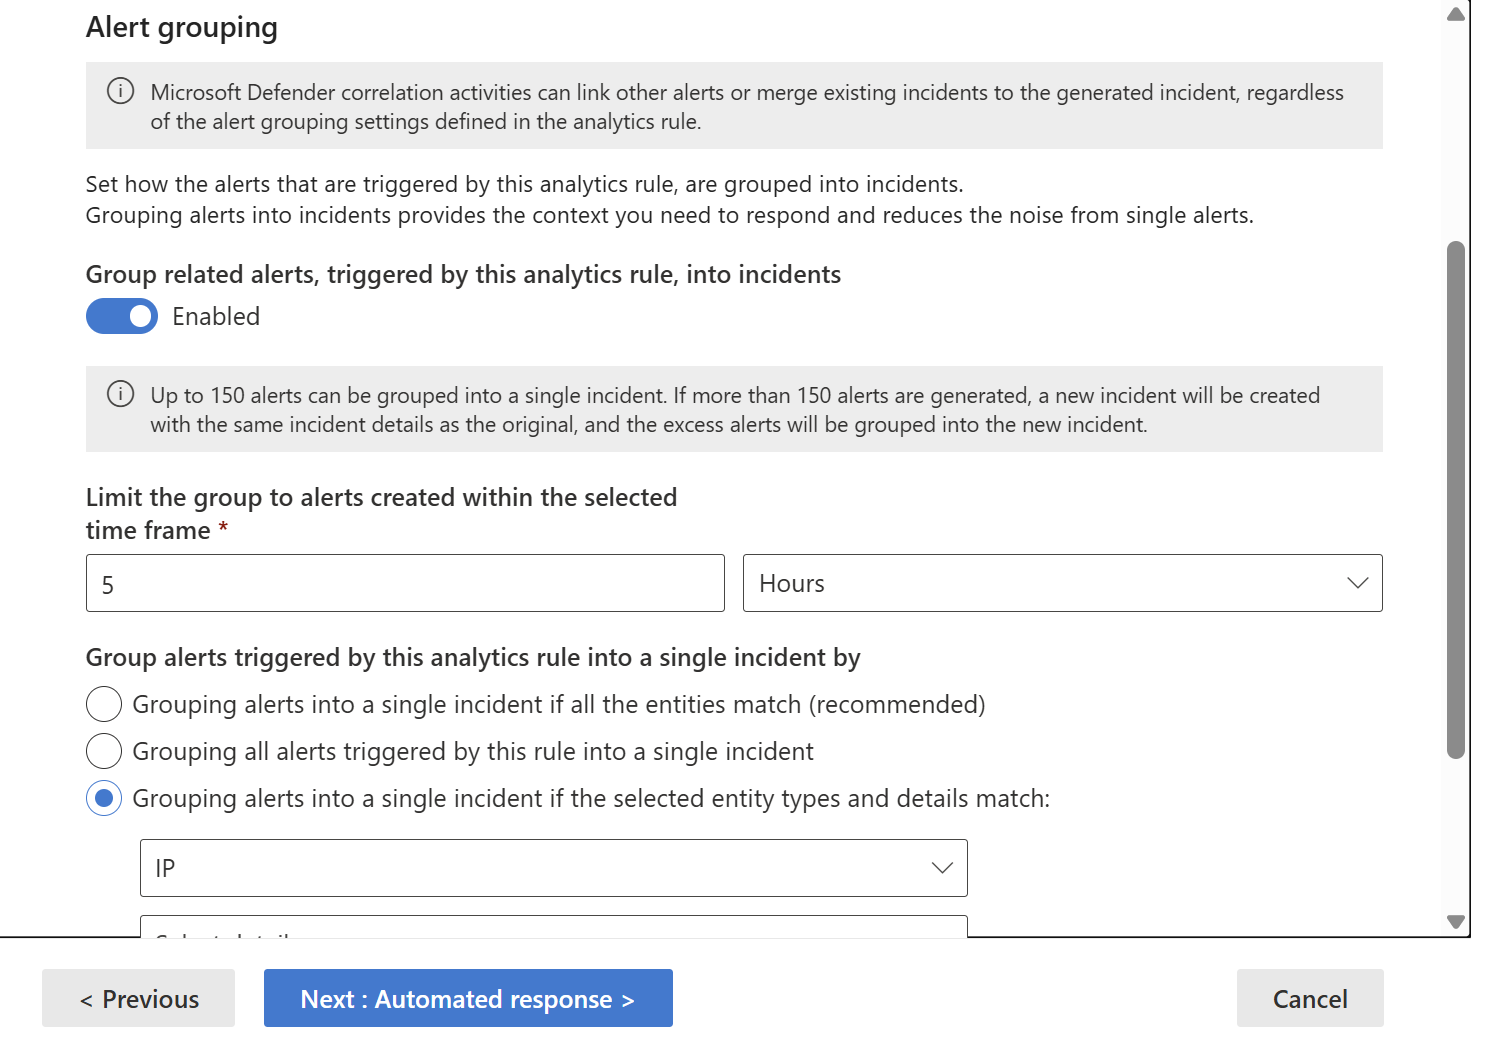 Alert grouping
Microsoft Defender correlation activities can link other alerts or merge existing incidents to the generated incident, regardless
of the alert grouping settings defined in the analytics rule.
Set how the alerts that are triggered by this analytics rule, are grouped into incidents.
Grouping alerts into incidents provides the context you need to respond and reduces the noise from single alerts.
Group related alerts, triggered by this analytics rule, into incidents
Enabled
Up to 150 alerts can be grouped into a single incident. If more than 150 alerts are generated, a new incident will be created
with the same incident details as the original, and the excess alerts will be grouped into the new incident.
Limit the group to alerts created within the selected
time frame *
5
Hours
Group alerts triggered by this analytics rule into a single incident by
Grouping alerts into a single incident if all the entities match (recommended)
Grouping all alerts triggered by this rule into a single incident
Grouping alerts into a single incident if the selected entity types and details match:
IP
< Previous
Next : Automated response >
Cancel